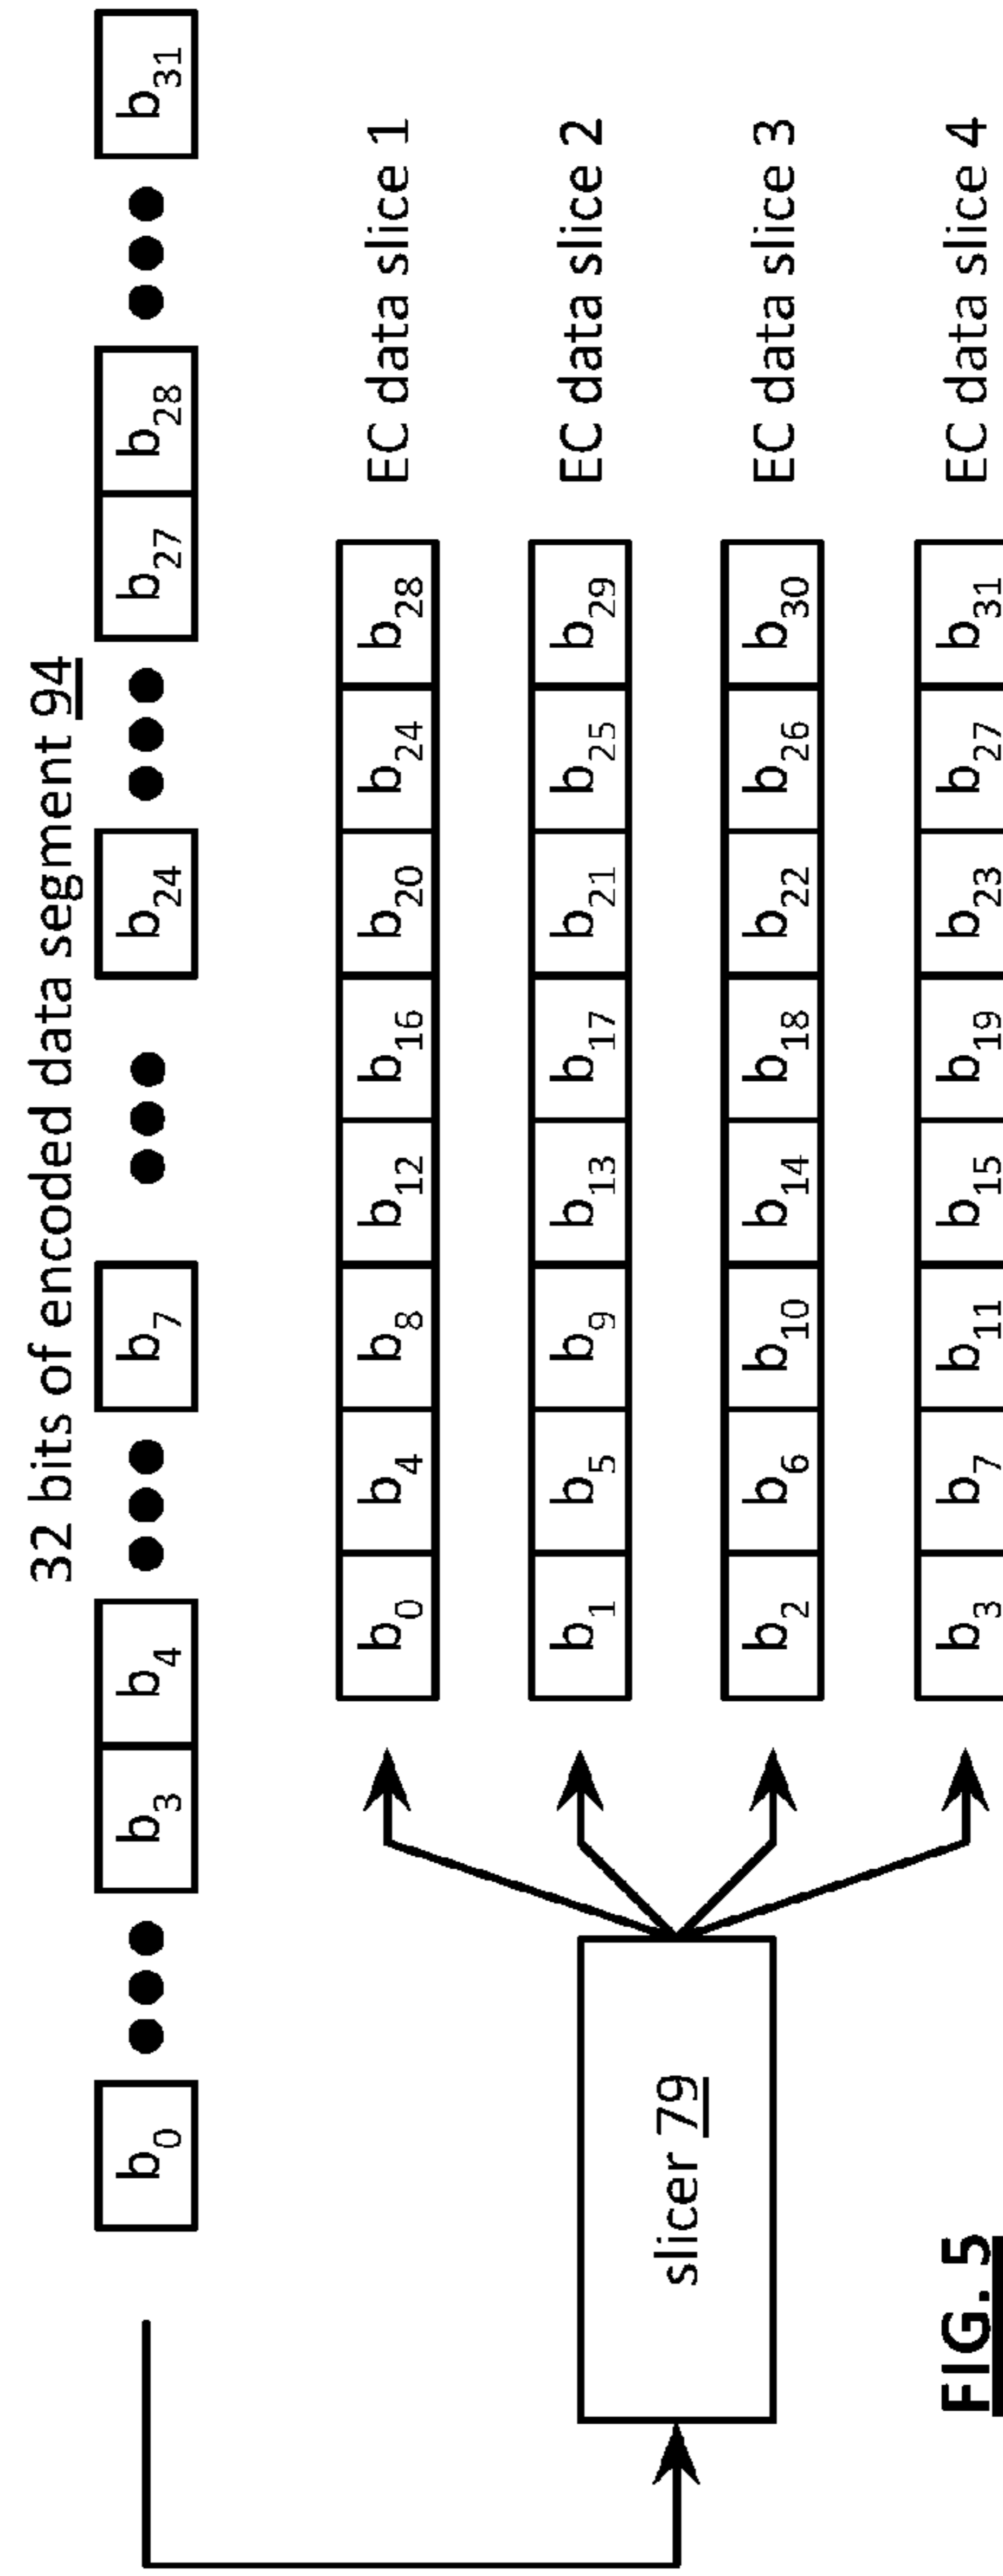 32 bits of encoded data segment 94
b0 b3 b4 b7 b24 b27 b28 b31
b0 b4 b8 b12 b16 b20 b24 b28 EC data slice 1
b1 b5 b9 b13 b17 b21 b25 b29 EC data slice 2
slicer 79
b2 b6 b10 b14 b18 b22 b26 b30 EC data slice 3
b3 b7 b11 b15 b19 b23 b27 b31 EC data slice 4
FIG. 5